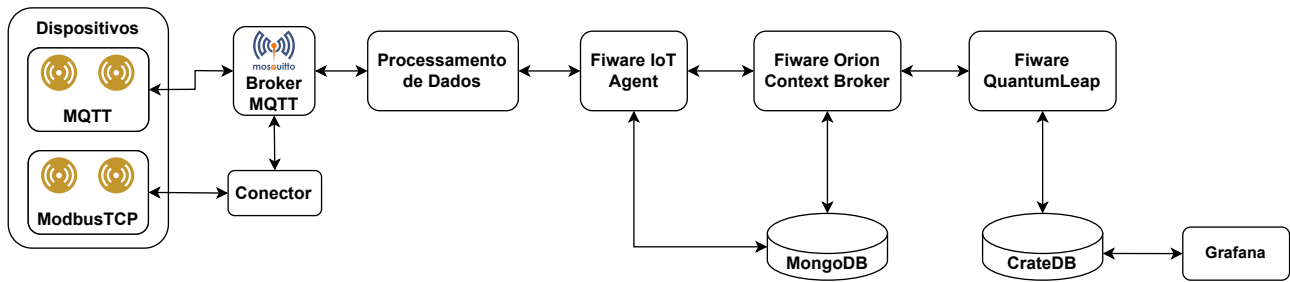 Dispositivos
MQTT
ModbusTCP
mosquitto
Broker
MQTT
Conector
Processamento
de Dados
Fiware IoT
Agent
Fiware Orion
Context Broker
Fiware
QuantumLeap
MongoDB
CrateDB
Grafana